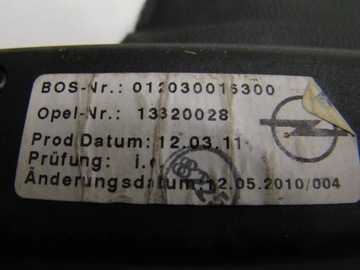 BOS-Nr.: 012030016300
Opel-Nr.: 13320028
Prod Datum: 12.03.11
Prüfung: i.o.
Änderungsdatum: 12.05.2010/004